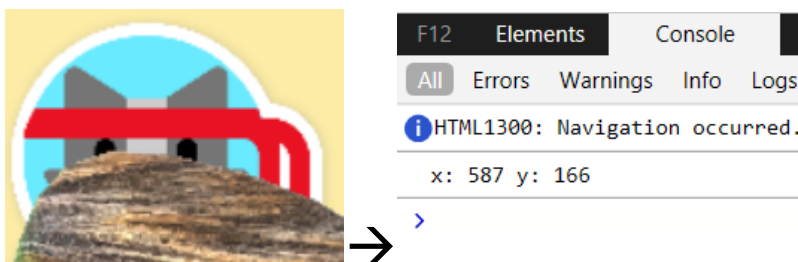 F12 Elements Console
All Errors Warnings Info Logs
HTML1300: Navigation occurred.
x: 587 y: 166